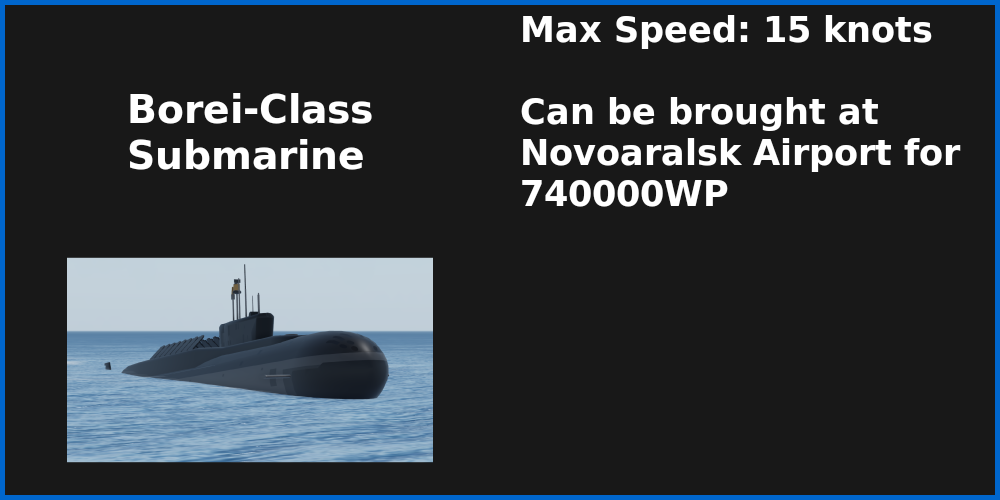 Borei-Class
Submarine
Max Speed: 15 knots
Can be brought at
Novoaralsk Airport for
740000WP